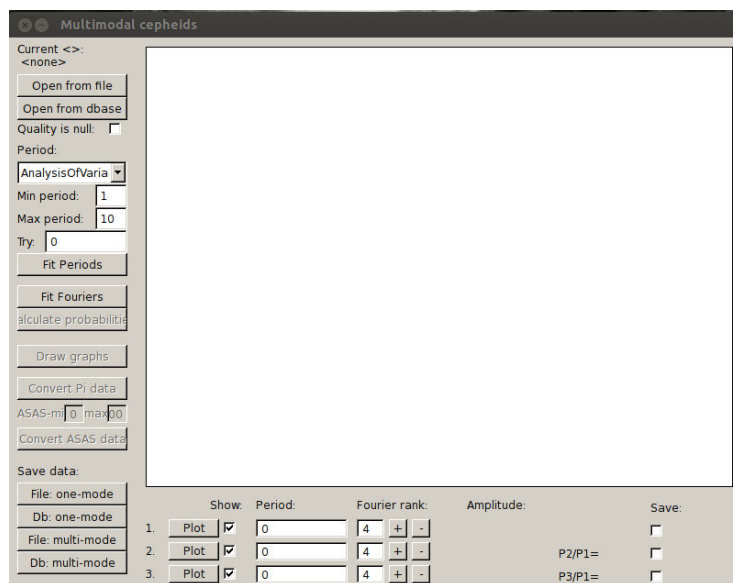 Multimodal cepheids
Current <>:
<none>
Open from file
Open from dbase
Quality is null:
Period:
AnalysisOfVaria
Min period: 1
Max period: 10
Try: 0
Fit Periods
Fit Fouriers
alculate probabilitie
Draw graphs
Convert Pi data
ASAS-mi 0 max 00
Convert ASAS data
Save data:
File: one-mode
Db: one-mode
File: multi-mode
Db: multi-mode
Show: Period: Fourier rank: Amplitude: Save:
1. Plot 0 4 + -
2. Plot 0 4 + - P2/P1=
3. Plot 0 4 + - P3/P1=